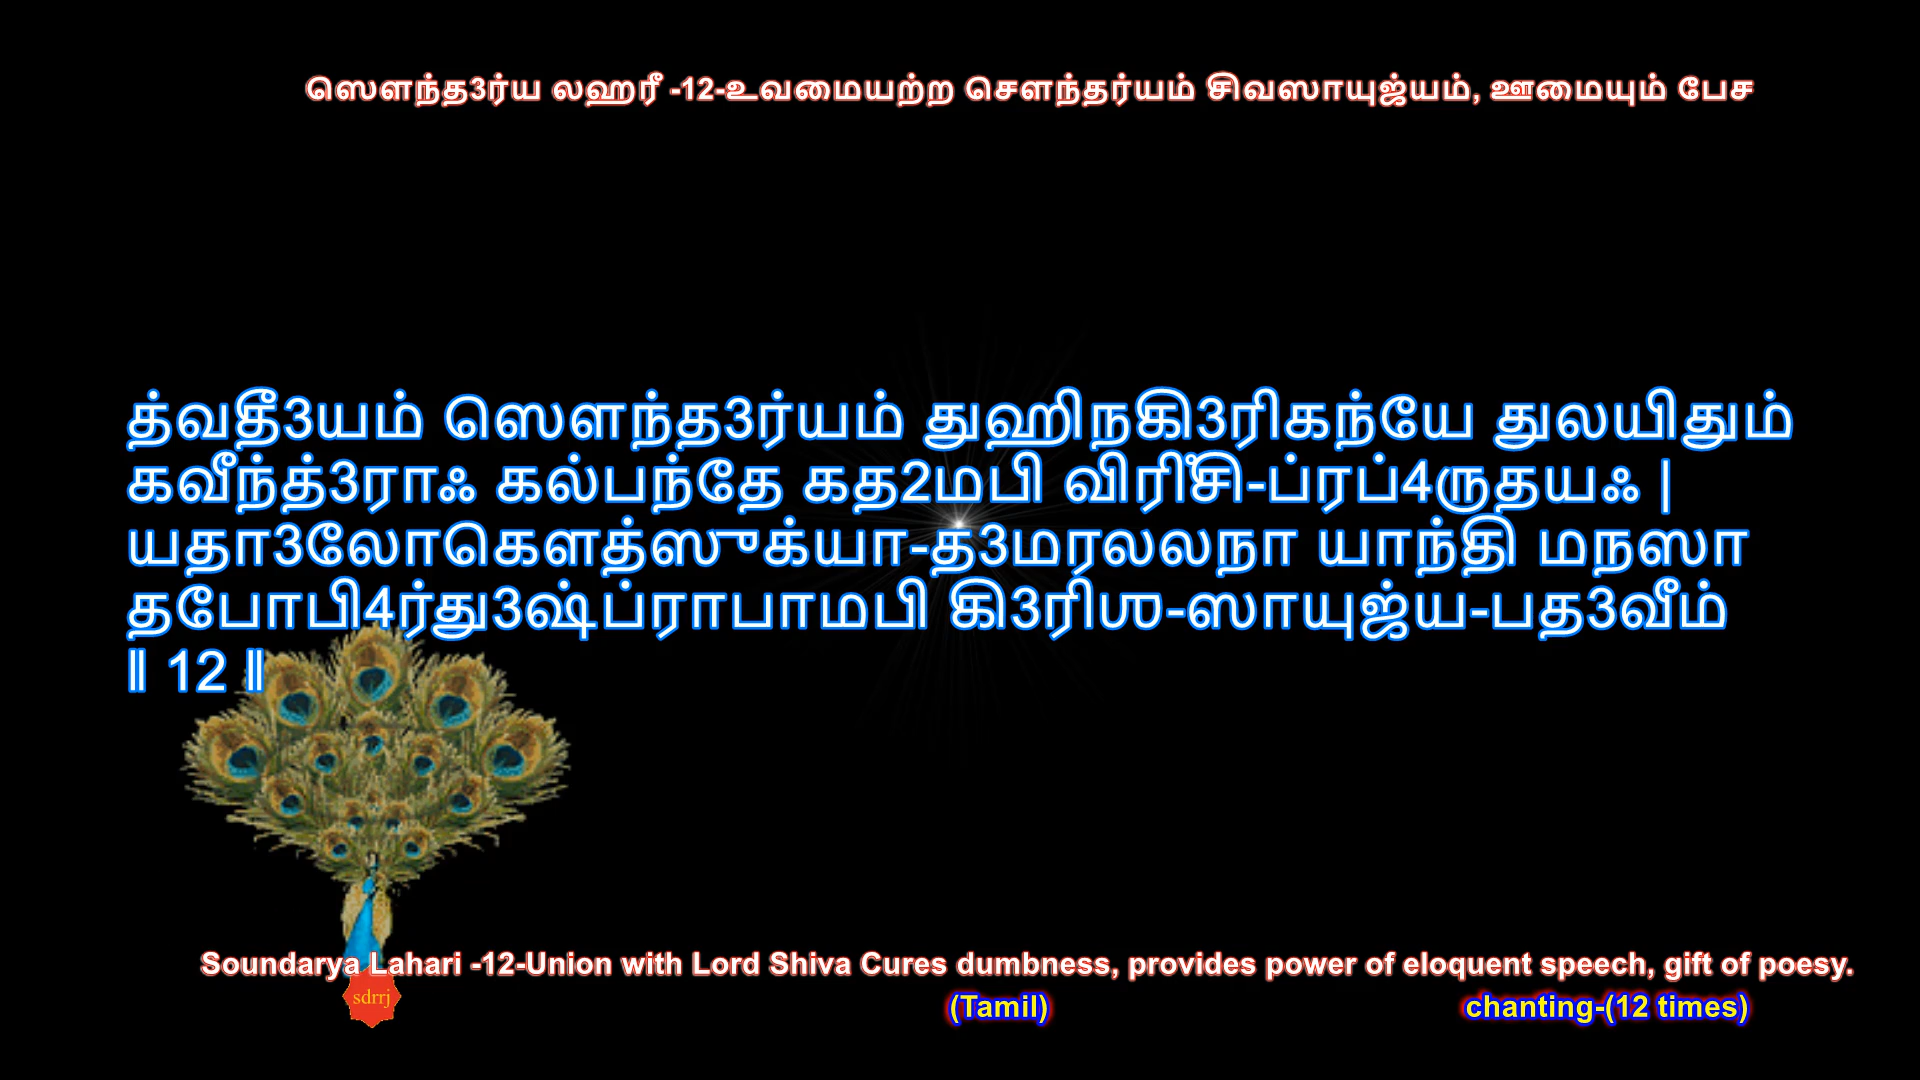 ஸௌந்த3ர்ய லஹரீ -12-உவமையற்ற சௌந்தர்யம் சிவஸாயுஜ்யம், ஊமையும் பேச
த்வதீ3யம் ஸௌந்த3ர்யம் துஹிநகி3ரிகந்யே துலயிதும்
கவீந்த்3ராஃ கல்பந்தே கத2மபி விரிஂசி-ப்ரப்4ருதயஃ |
யதா3லோகௌத்ஸுக்யா-த3மரலலநா யாந்தி மநஸா
தபோபி4ர்து3ஷ்ப்ராபாமபி கி3ரிஶ-ஸாயுஜ்ய-பத3வீம்
‖ 12 ‖
Soundarya Lahari -12-Union with Lord Shiva Cures dumbness, provides power of eloquent speech, gift of poesy.
sdrrj
(Tamil) chanting-(12 times)